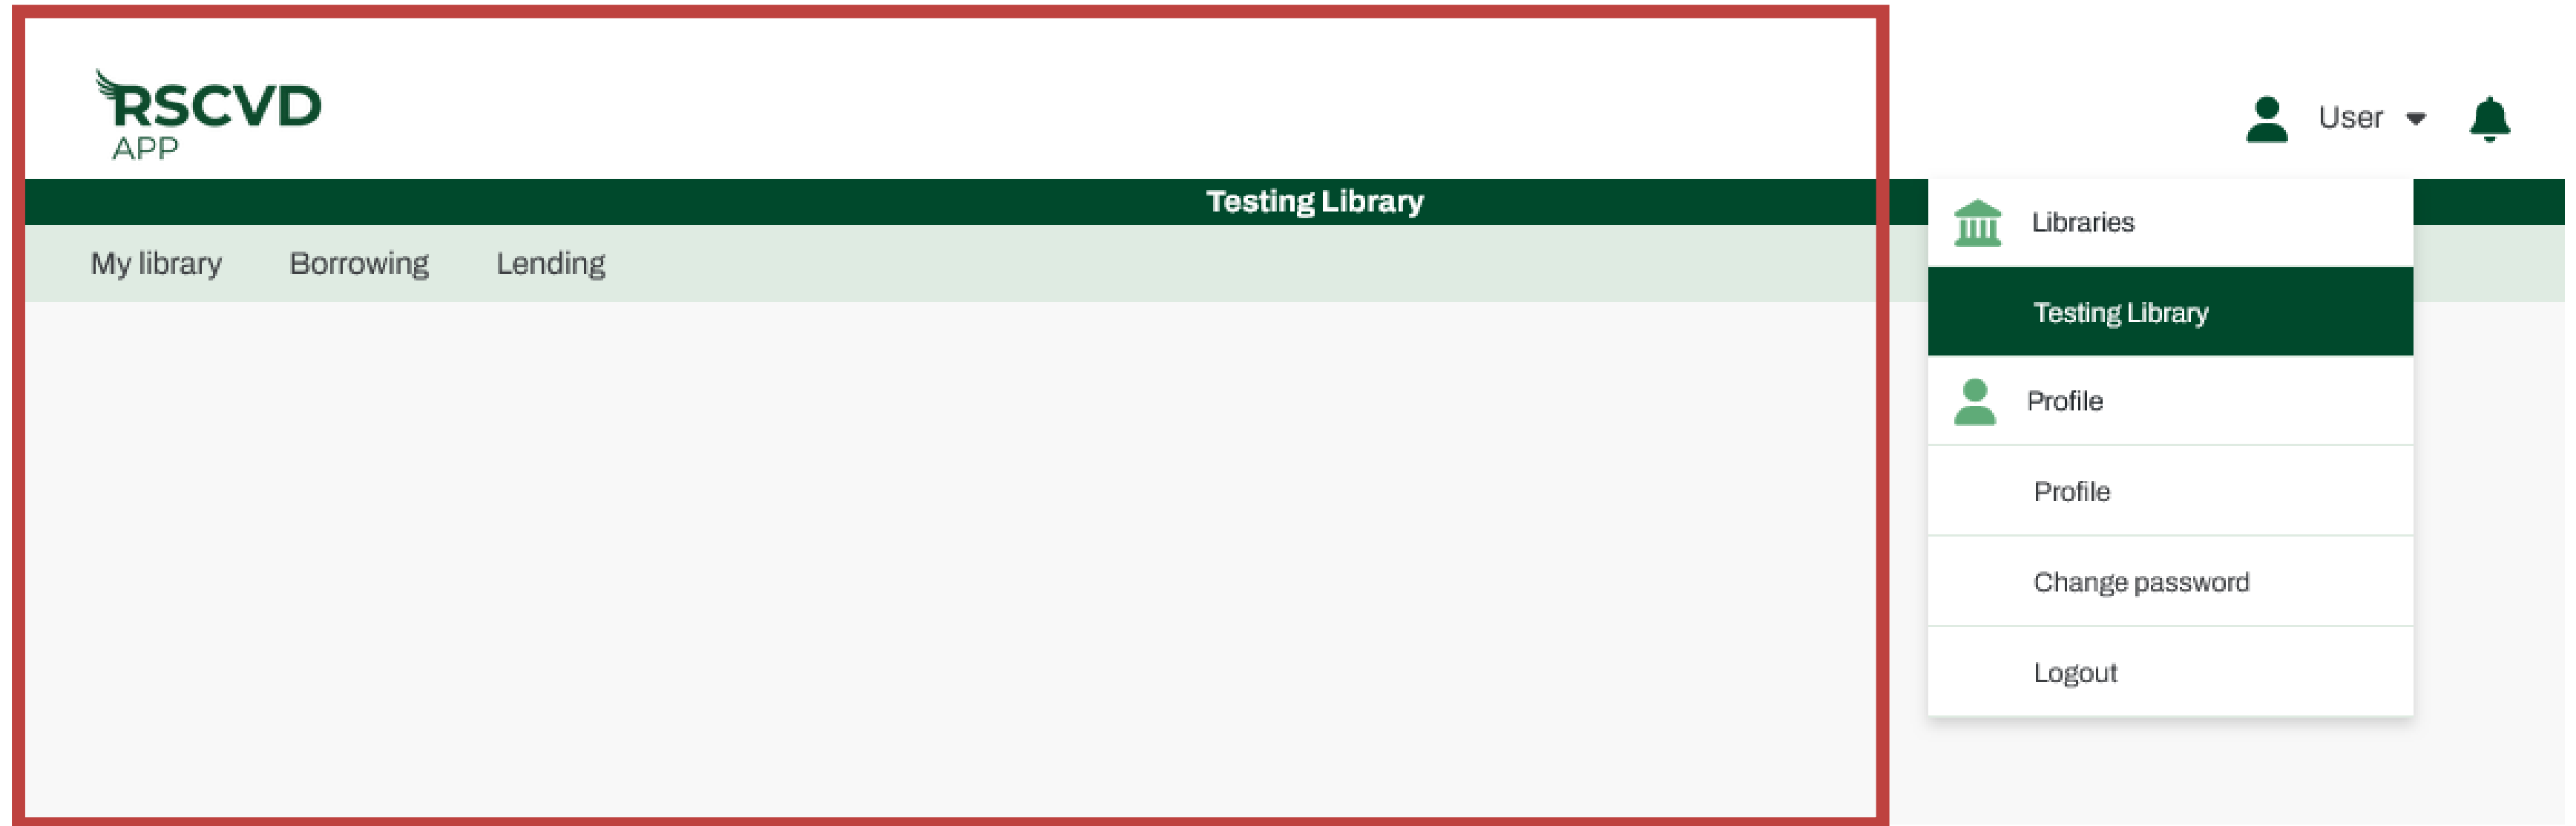 RSCVD
APP
User
Testing Library
My library Borrowing Lending
Libraries
Testing Library
Profile
Profile
Change password
Logout